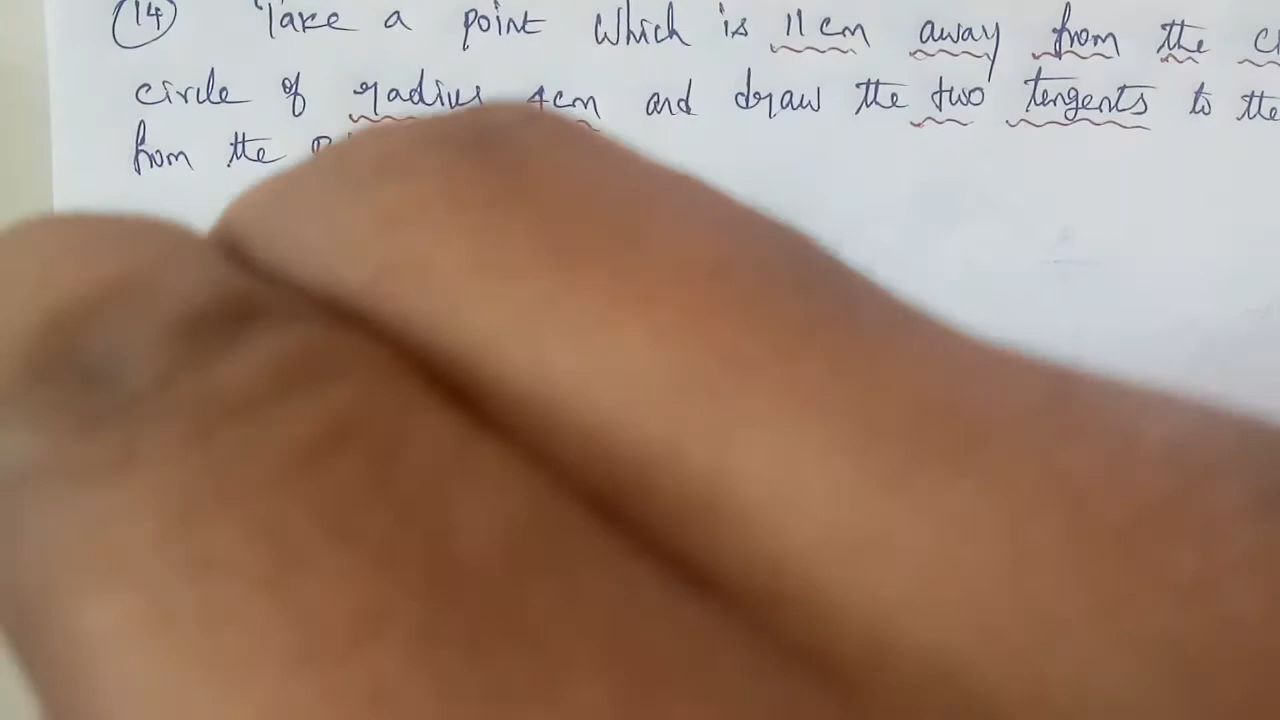 (14) Take a point which is 11 cm away from the
circle of radius 4cm and draw the two tengents to the
from the